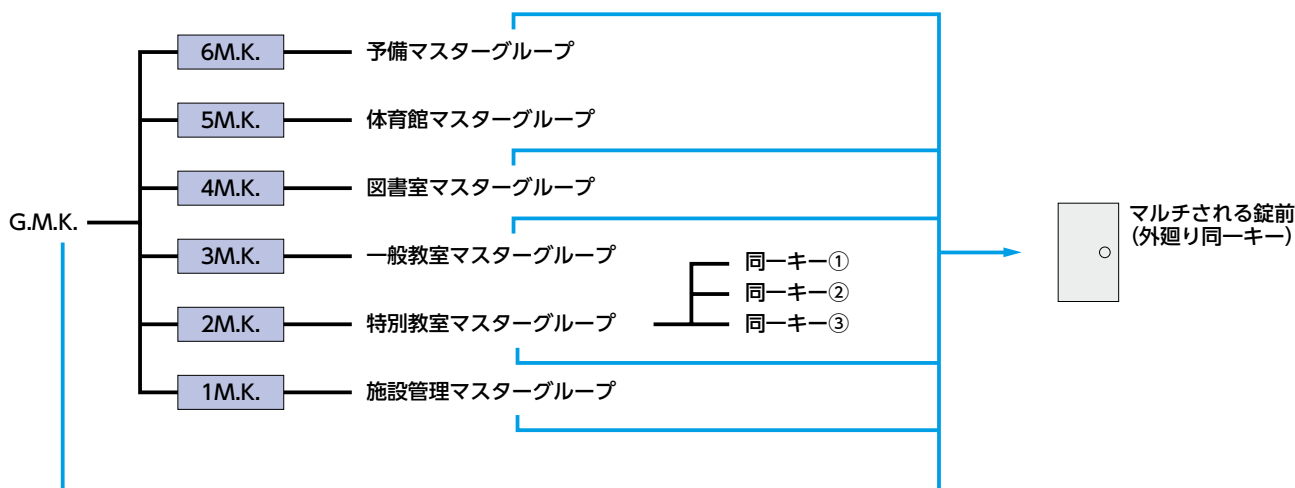 6M.K.
予備マスターグループ
5M.K.
体育館マスターグループ
4M.K.
図書室マスターグループ
G.M.K.
マルチされる錠前
(外廻り同一キー)
3M.K.
一般教室マスターグループ
同一キー①
同一キー②
2M.K.
特別教室マスターグループ
同一キー③
1M.K.
施設管理マスターグループ